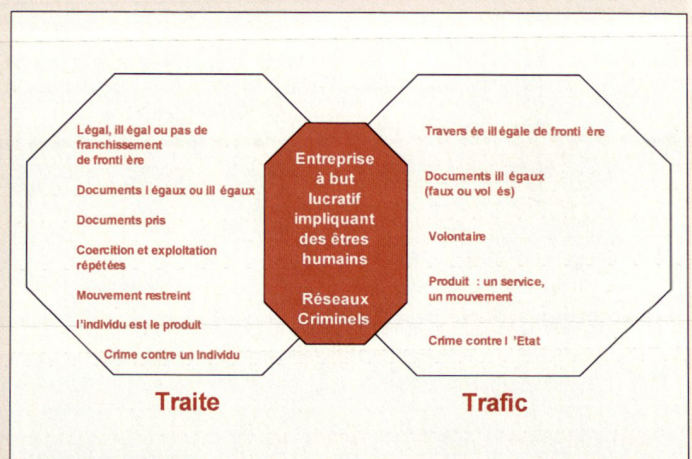 Légal, ill égal ou pas de
franchissement
de fronti ère
Documents l égaux ou ill égaux
Documents pris
Coercition et exploitation
répétées
Mouvement restreint
l'individu est le produit
Crime contre un Individu
Entreprise
à but
lucratif
impliquant
des êtres
humains
Réseaux
Criminels
Travers ée ill égale de fronti ère
Documents ill égaux
(faux ou vol és)
Volontaire
Produit : un service,
un mouvement
Crime contre l 'Etat
Traite
Trafic